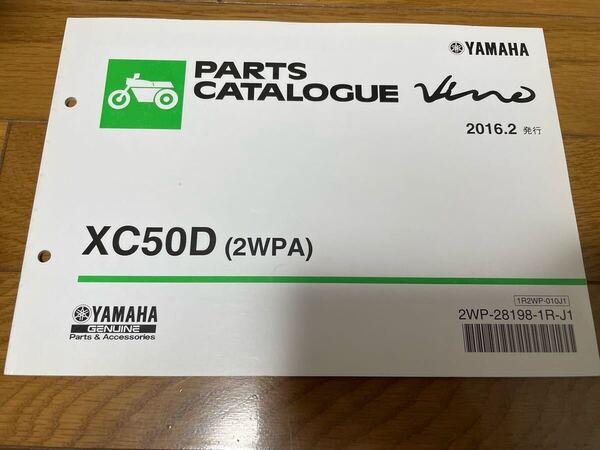 YAMAHA
PARTS
CATALOGUE Vino
2016.2 発行
XC50D (2WPA)
1R2WP-010J1
2WP-28198-1R-J1
YAMAHA
GENUINE
Parts & Accessories